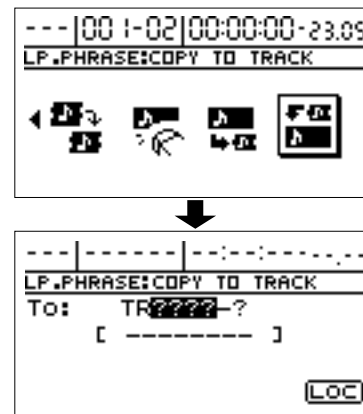 ---|001-02|00:00:00-23.09
LP.PHRASE:COPY TO TRACK
---|------|--:--:--.--.--
LP.PHRASE:COPY TO TRACK
To: TR????-?
[ -------- ]
LOC